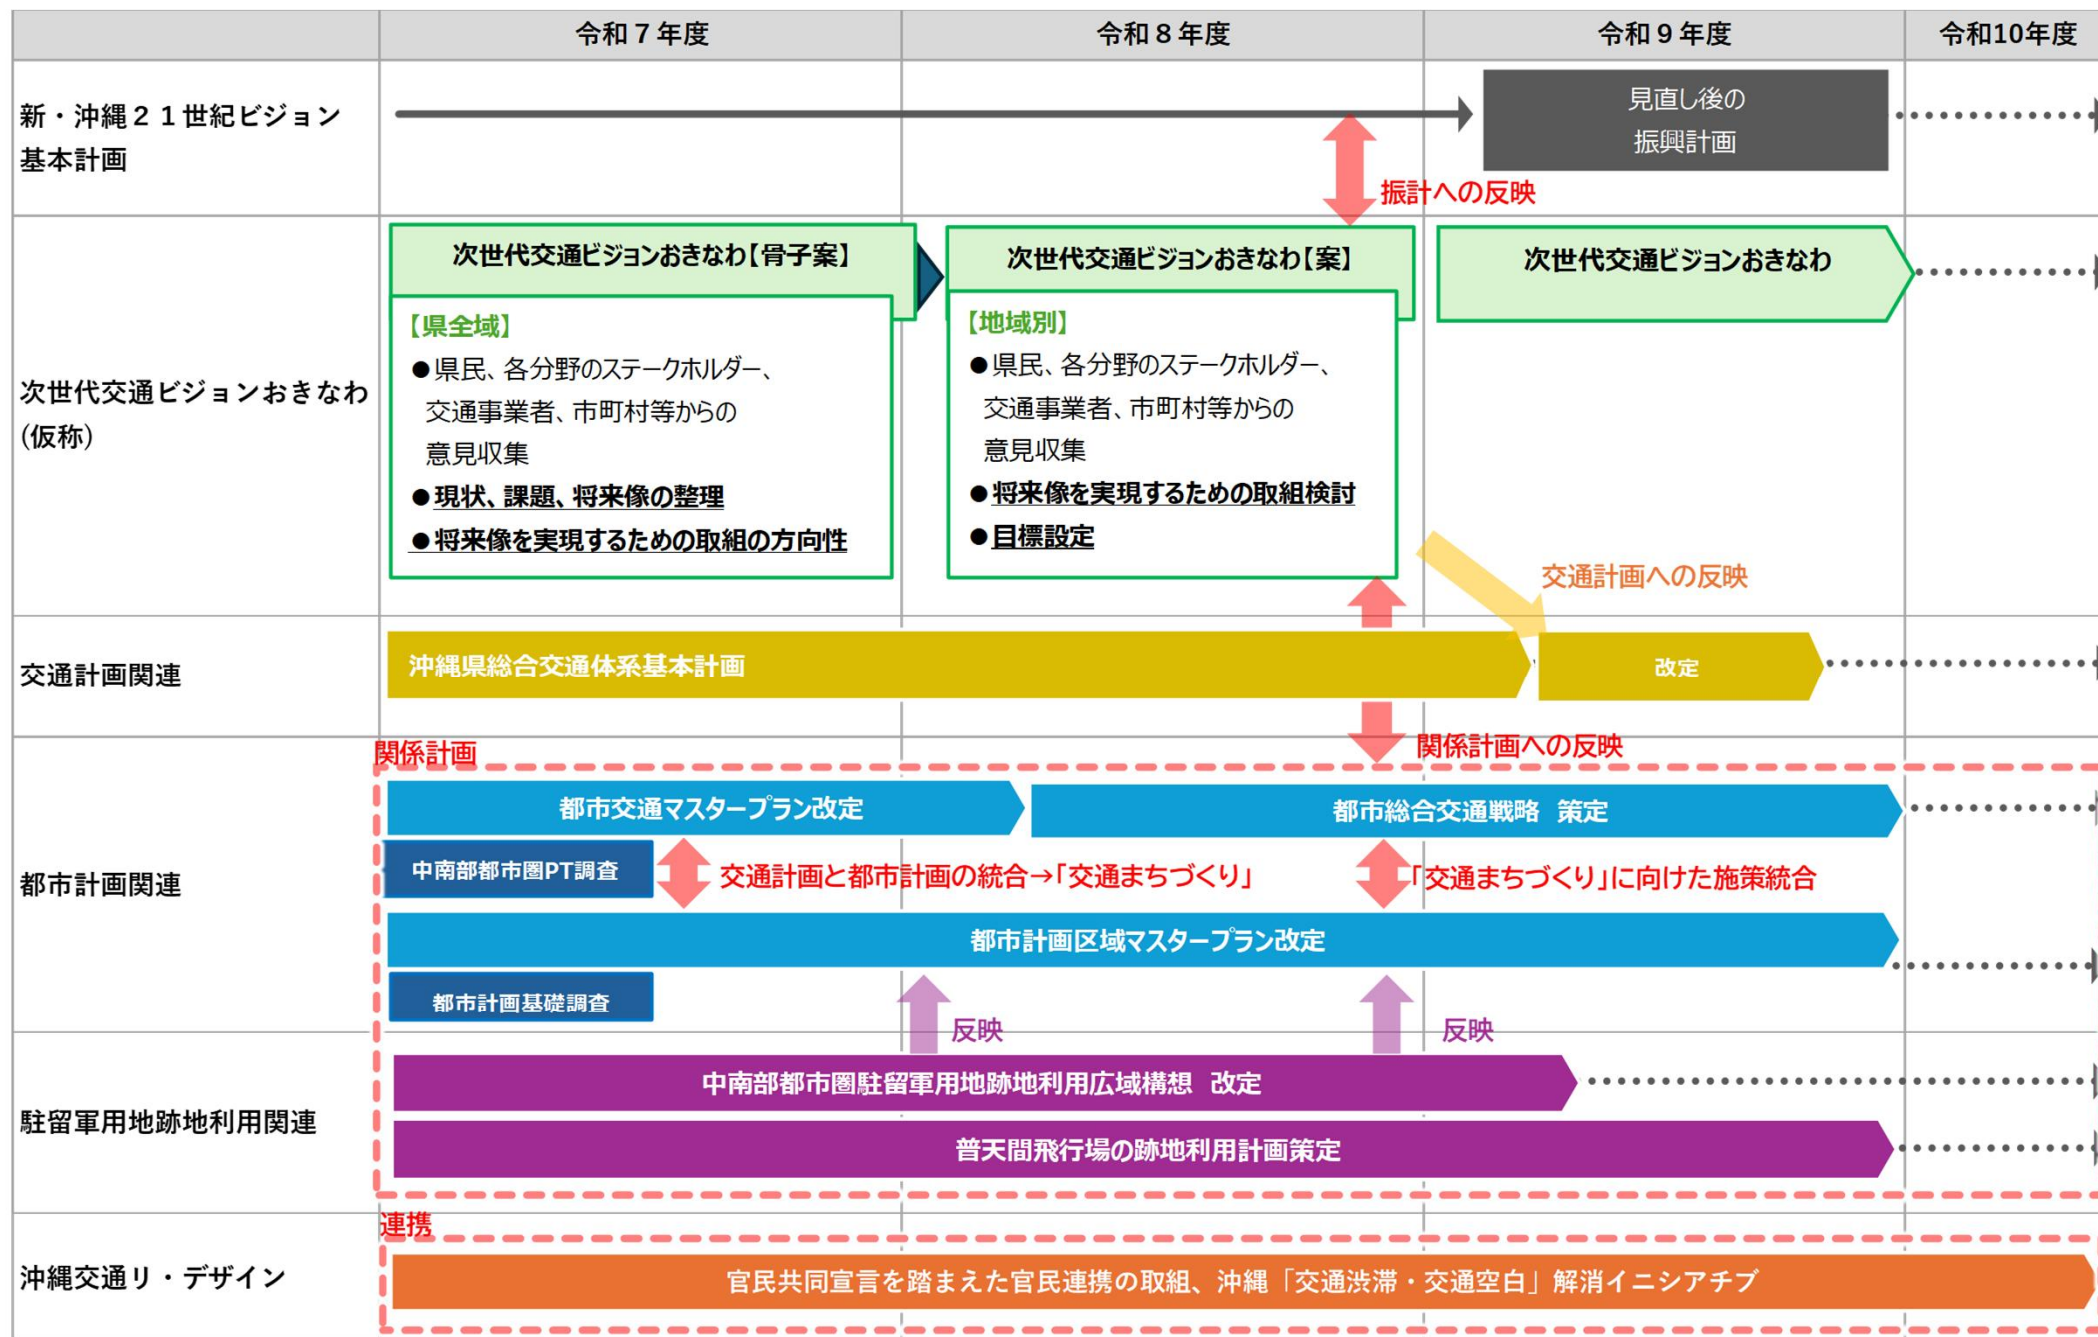 令和７年度
令和８年度
令和９年度
令和10年度
新・沖縄２１世紀ビジョン
基本計画
見直し後の
振興計画
振計への反映
次世代交通ビジョンおきなわ
(仮称)
次世代交通ビジョンおきなわ【骨子案】
【県全域】
●県民、各分野のステークホルダー、
交通事業者、市町村等からの
意見収集
●現状、課題、将来像の整理
●将来像を実現するための取組の方向性
次世代交通ビジョンおきなわ【案】
【地域別】
●県民、各分野のステークホルダー、
交通事業者、市町村等からの
意見収集
●将来像を実現するための取組検討
●目標設定
次世代交通ビジョンおきなわ
交通計画への反映
交通計画関連
沖縄県総合交通体系基本計画
改定
関係計画
関係計画への反映
都市計画関連
都市交通マスタープラン改定
都市総合交通戦略 策定
中南部都市圏PT調査
交通計画と都市計画の統合→「交通まちづくり」
「交通まちづくり」に向けた施策統合
都市計画区域マスタープラン改定
都市計画基礎調査
反映
反映
駐留軍用地跡地利用関連
中南部都市圏駐留軍用地跡地利用広域構想 改定
普天間飛行場の跡地利用計画策定
連携
沖縄交通リ・デザイン
官民共同宣言を踏まえた官民連携の取組、沖縄「交通渋滞・交通空白」解消イニシアチブ